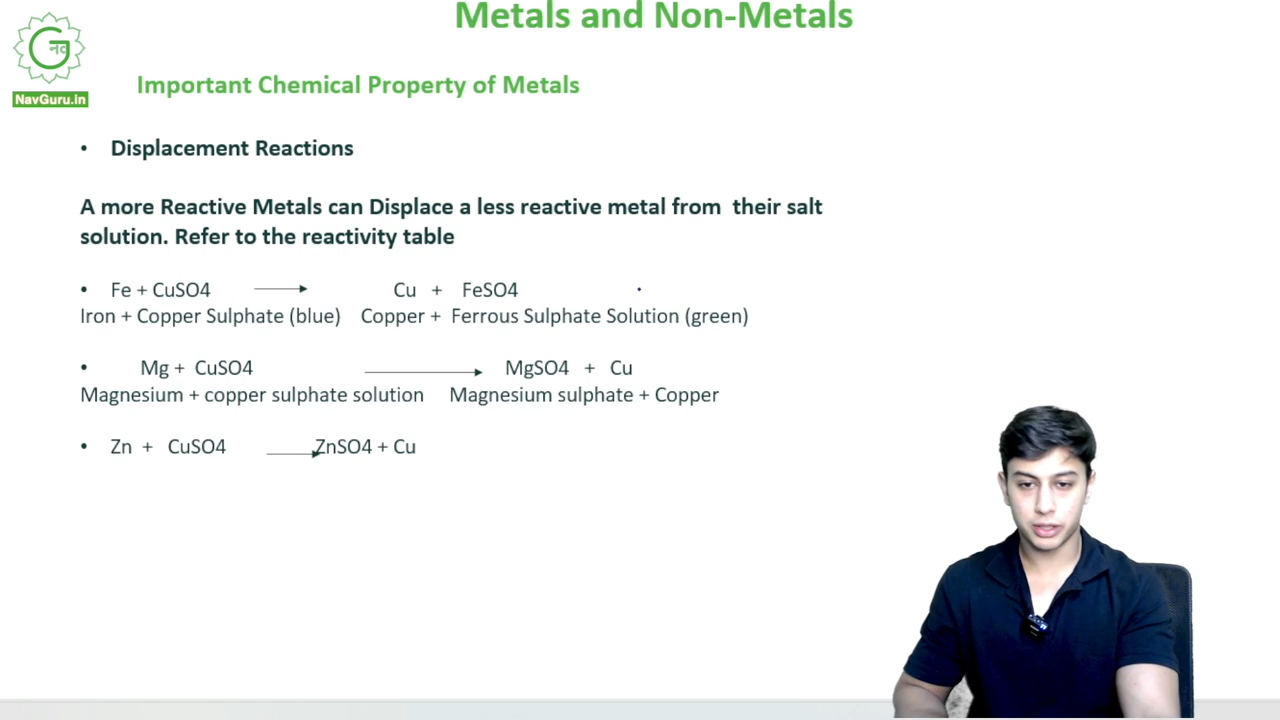 Metals and Non-Metals
नव
NavGuru.in
Important Chemical Property of Metals
• Displacement Reactions
A more Reactive Metals can Displace a less reactive metal from their salt
solution. Refer to the reactivity table
• Fe + CuSO4 Cu + FeSO4
Iron + Copper Sulphate (blue) Copper + Ferrous Sulphate Solution (green)
• Mg + CuSO4 MgSO4 + Cu
Magnesium + copper sulphate solution Magnesium sulphate + Copper
• Zn + CuSO4 ZnSO4 + Cu